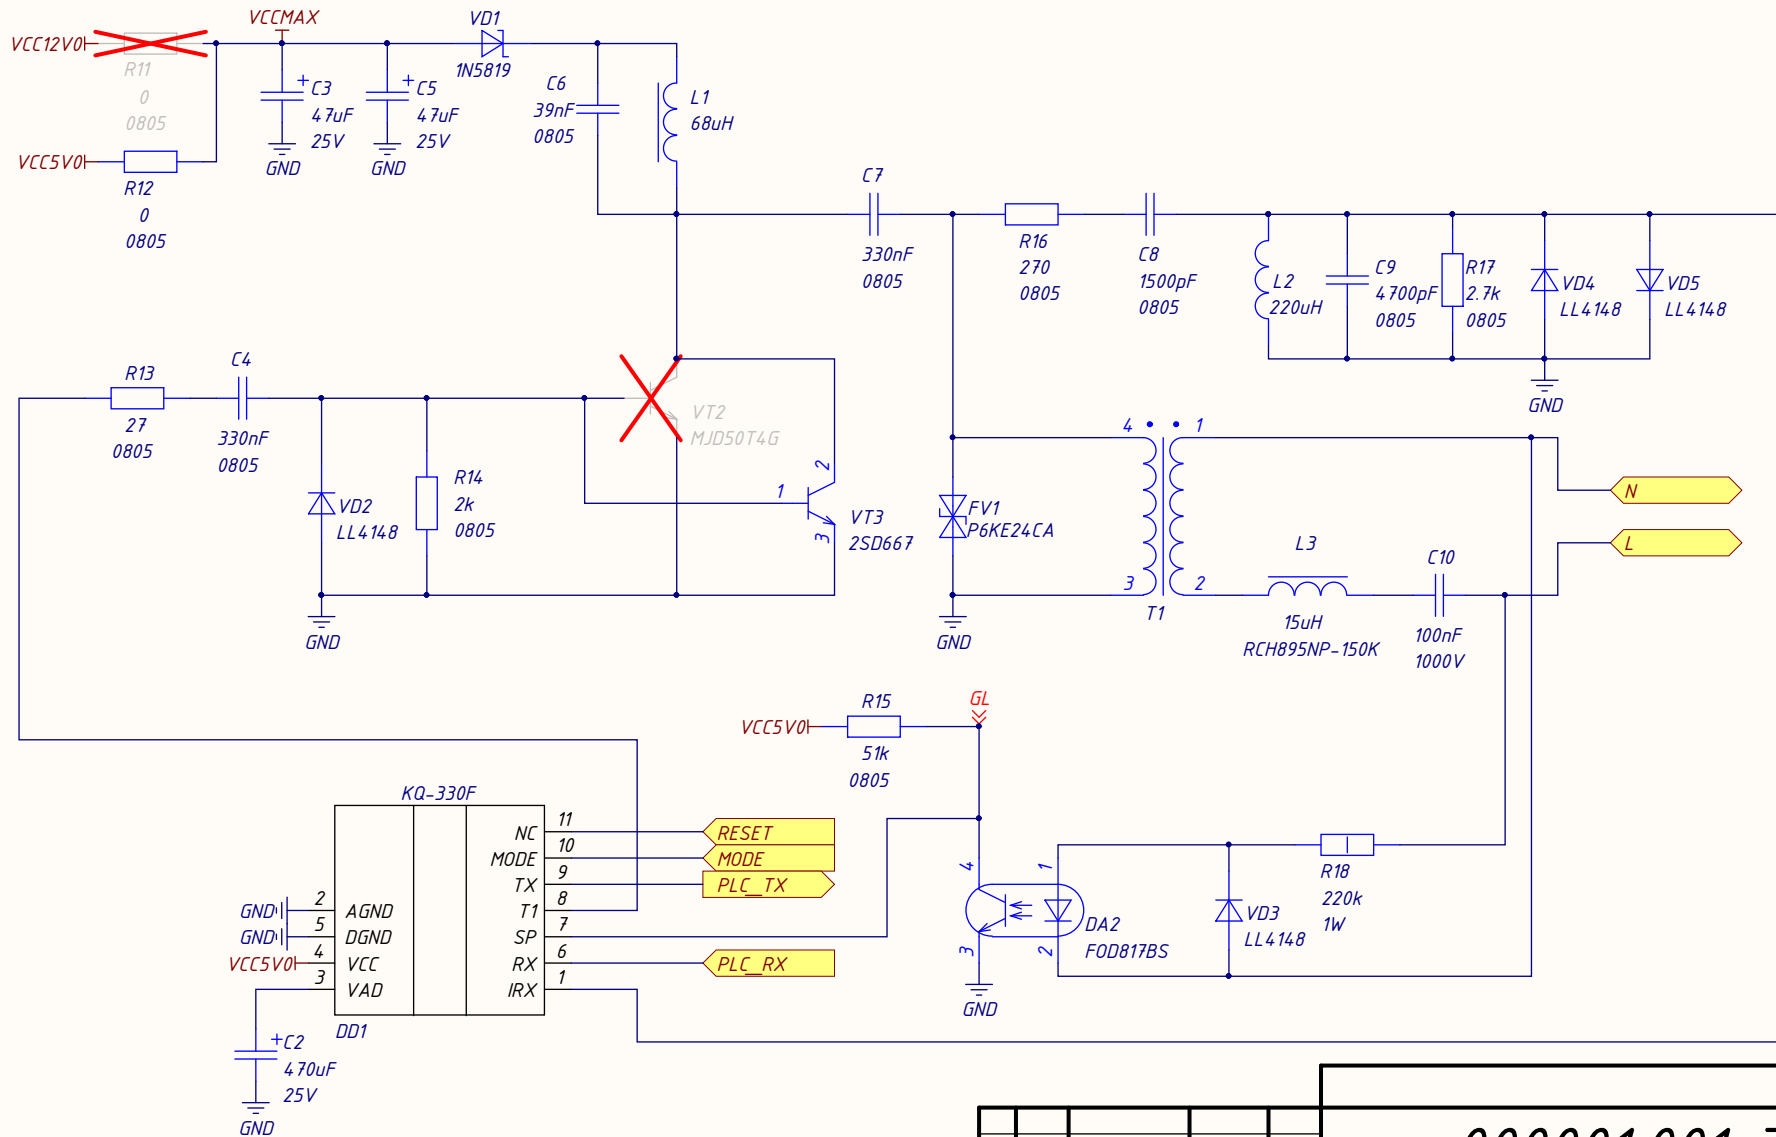 VCC12V0
R11
0
0805
VCCMAX
C3
47uF
25V
GND
C5
47uF
25V
GND
VD1
1N5819
C6
39nF
0805
L1
68uH
VCC5V0
R12
0
0805
C7
330nF
0805
R16
270
0805
C8
1500pF
0805
L2
220uH
C9
4700pF
0805
R17
2.7k
0805
VD4
LL4148
VD5
LL4148
GND
R13
27
0805
C4
330nF
0805
VD2
LL4148
R14
2k
0805
GND
VT2
MJD50T4G
1
2
3
VT3
2SD667
FV1
P6KE24CA
GND
4
1
3
2
T1
L3
15uH
RCH895NP-150K
C10
100nF
1000V
N
L
VCC5V0
R15
51k
0805
GL
KQ-330F
NC 11 RESET
MODE 10 MODE
TX 9 PLC_TX
T1 8
SP 7
RX 6 PLC_RX
IRX 1
GND 2 AGND
GND 5 DGND
VCC5V0 4 VCC
3 VAD
DD1
C2
470uF
25V
GND
4
1
3
2
DA2
FOD817BS
GND
VD3
LL4148
R18
220k
1W